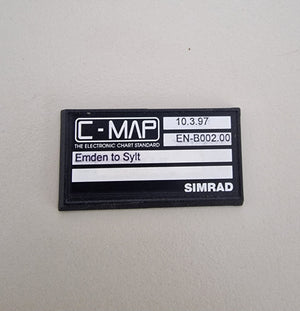 C-MAP
THE ELECTRONIC CHART STANDARD
10.3.97
EN-B002.00
Emden to Sylt
SIMRAD